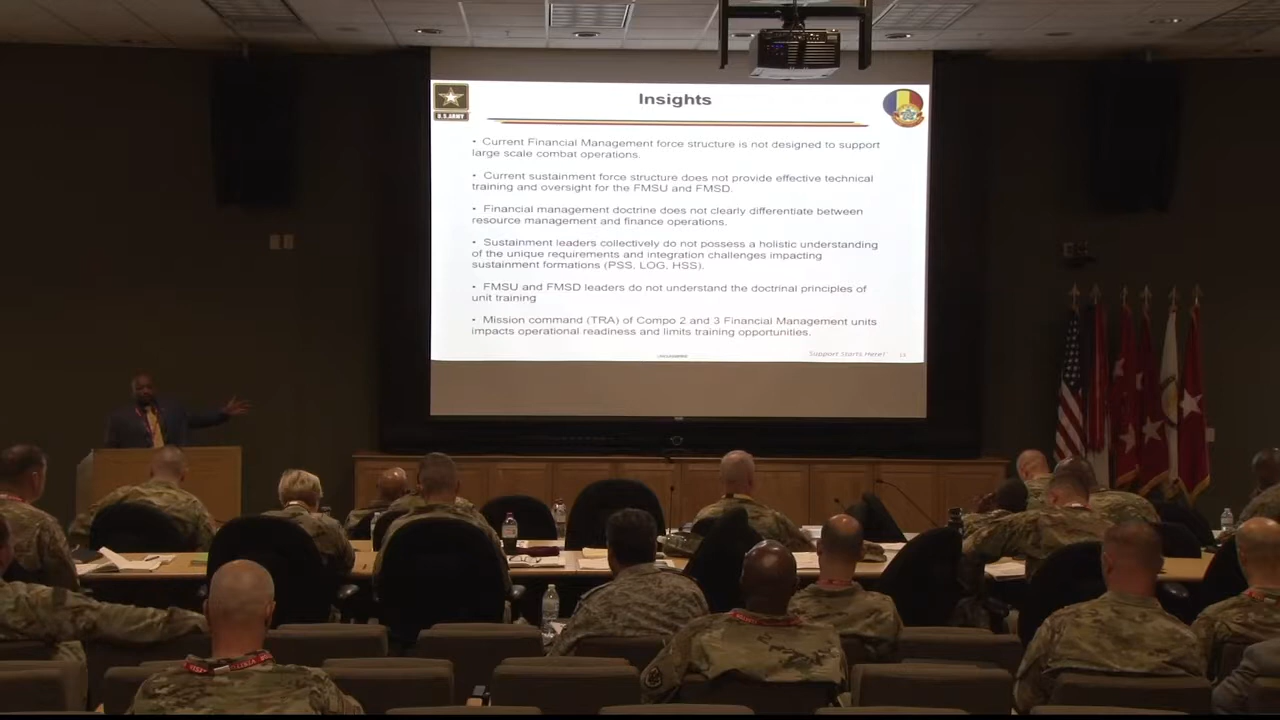 Insights
U.S.ARMY
• Current Financial Management force structure is not designed to support
large scale combat operations.
• Current sustainment force structure does not provide effective technical
training and oversight for the FMSU and FMSD.
• Financial management doctrine does not clearly differentiate between
resource management and finance operations.
• Sustainment leaders collectively do not possess a holistic understanding
of the unique requirements and integration challenges impacting
sustainment formations (PSS, LOG, HSS).
• FMSU and FMSD leaders do not understand the doctrinal principles of
unit training
• Mission command (TRA) of Compo 2 and 3 Financial Management units
impacts operational readiness and limits training opportunities.
"Support Starts Here!"